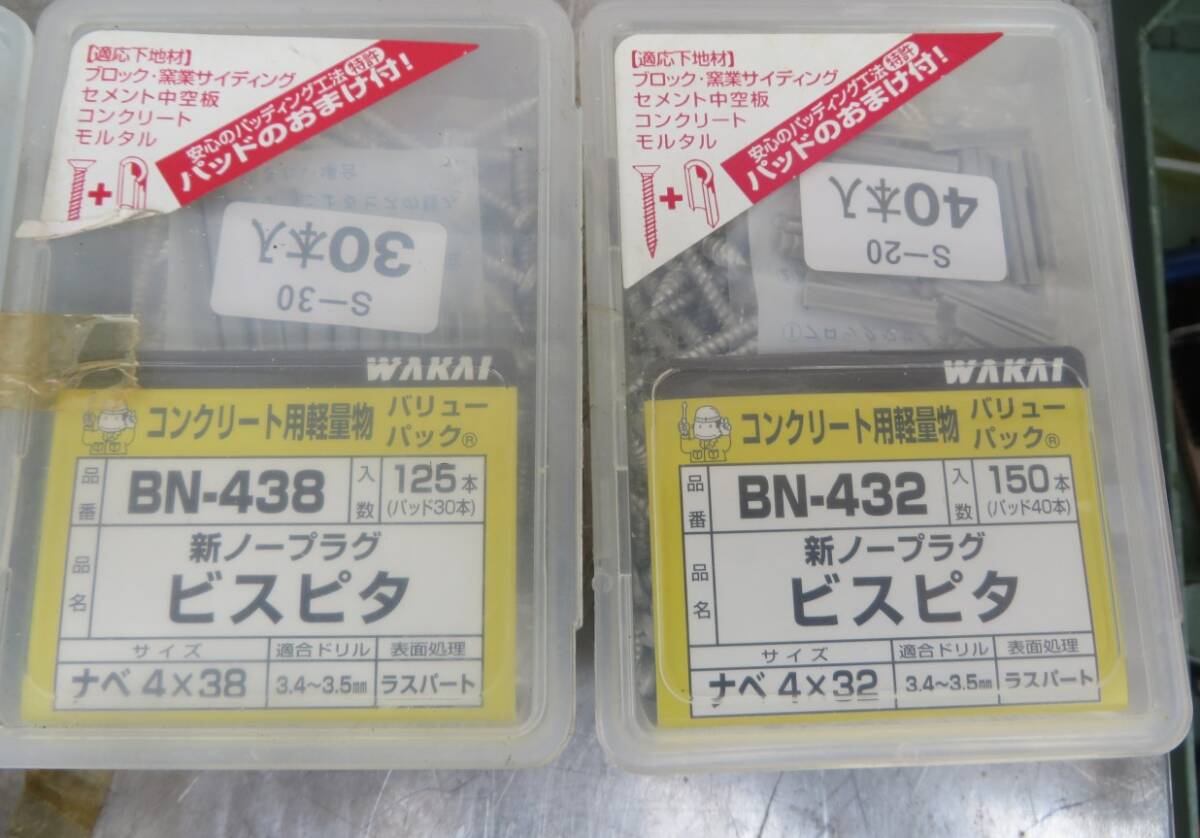 【適応下地材】
ブロック・窯業サイディング
セメント中空板
コンクリート
モルタル
安心のパッティング工法 特許
パッドのおまけ付!
+
S-30
30本入
WAKAI
コンクリート用軽量物
バリュー
パック®
品番
BN-438
入数
125本
(パッド30本)
品名
新ノープラグ
ビスピタ
サイズ
適合ドリル
表面処理
ナベ 4×38
3.4~3.5mm
ラスパート
【適応下地材】
ブロック・窯業サイディング
セメント中空板
コンクリート
モルタル
安心のパッティング工法 特許
パッドのおまけ付!
+
S-20
40本入
WAKAI
コンクリート用軽量物
バリュー
パック®
品番
BN-432
入数
150本
(パッド40本)
品名
新ノープラグ
ビスピタ
サイズ
適合ドリル
表面処理
ナベ 4×32
3.4~3.5mm
ラスパート